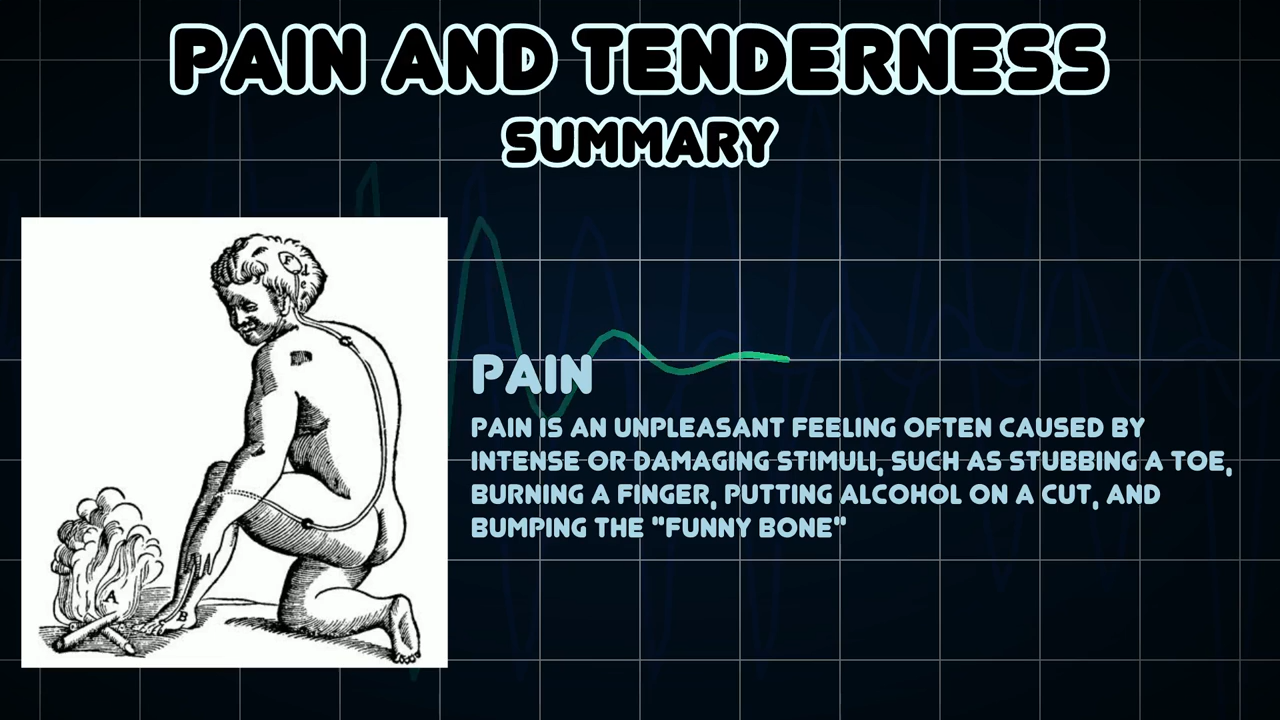 PAIN AND TENDERNESS
SUMMARY
PAIN
PAIN IS AN UNPLEASANT FEELING OFTEN CAUSED BY
INTENSE OR DAMAGING STIMULI, SUCH AS STUBBING A TOE,
BURNING A FINGER, PUTTING ALCOHOL ON A CUT, AND
BUMPING THE "FUNNY BONE"
A
B